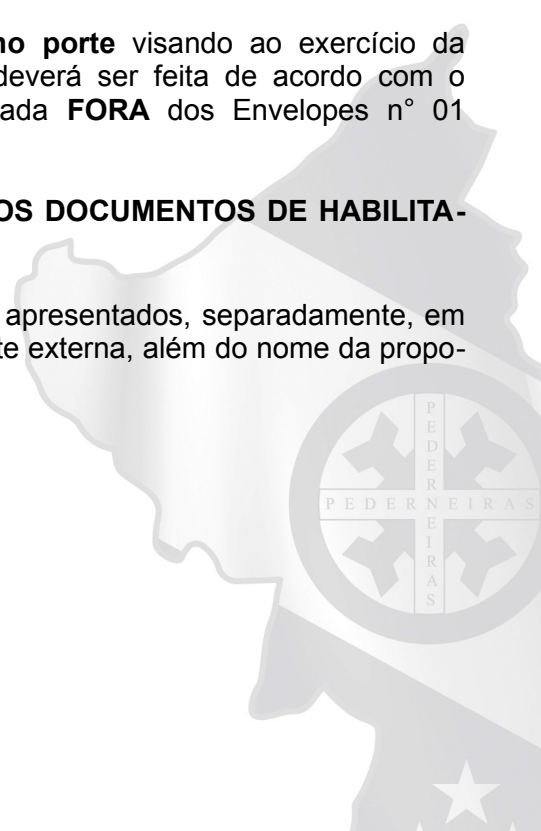 no porte visando ao exercício da
deverá ser feita de acordo com o
ada FORA dos Envelopes n° 01
OS DOCUMENTOS DE HABILITA-
apresentados, separadamente, em
te externa, além do nome da propo-
PEDERNEIRAS
PEDERNEIRAS